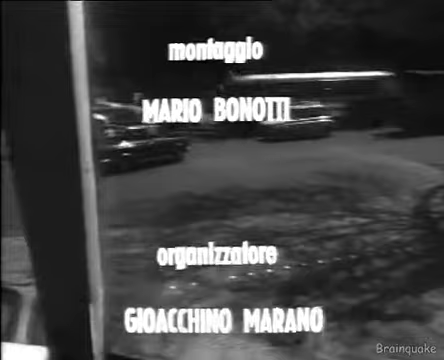 montaggio
MARIO BONOTTI
organizzatore
GIOACCHINO MARANO
Brainquake